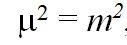 μ² = m²,